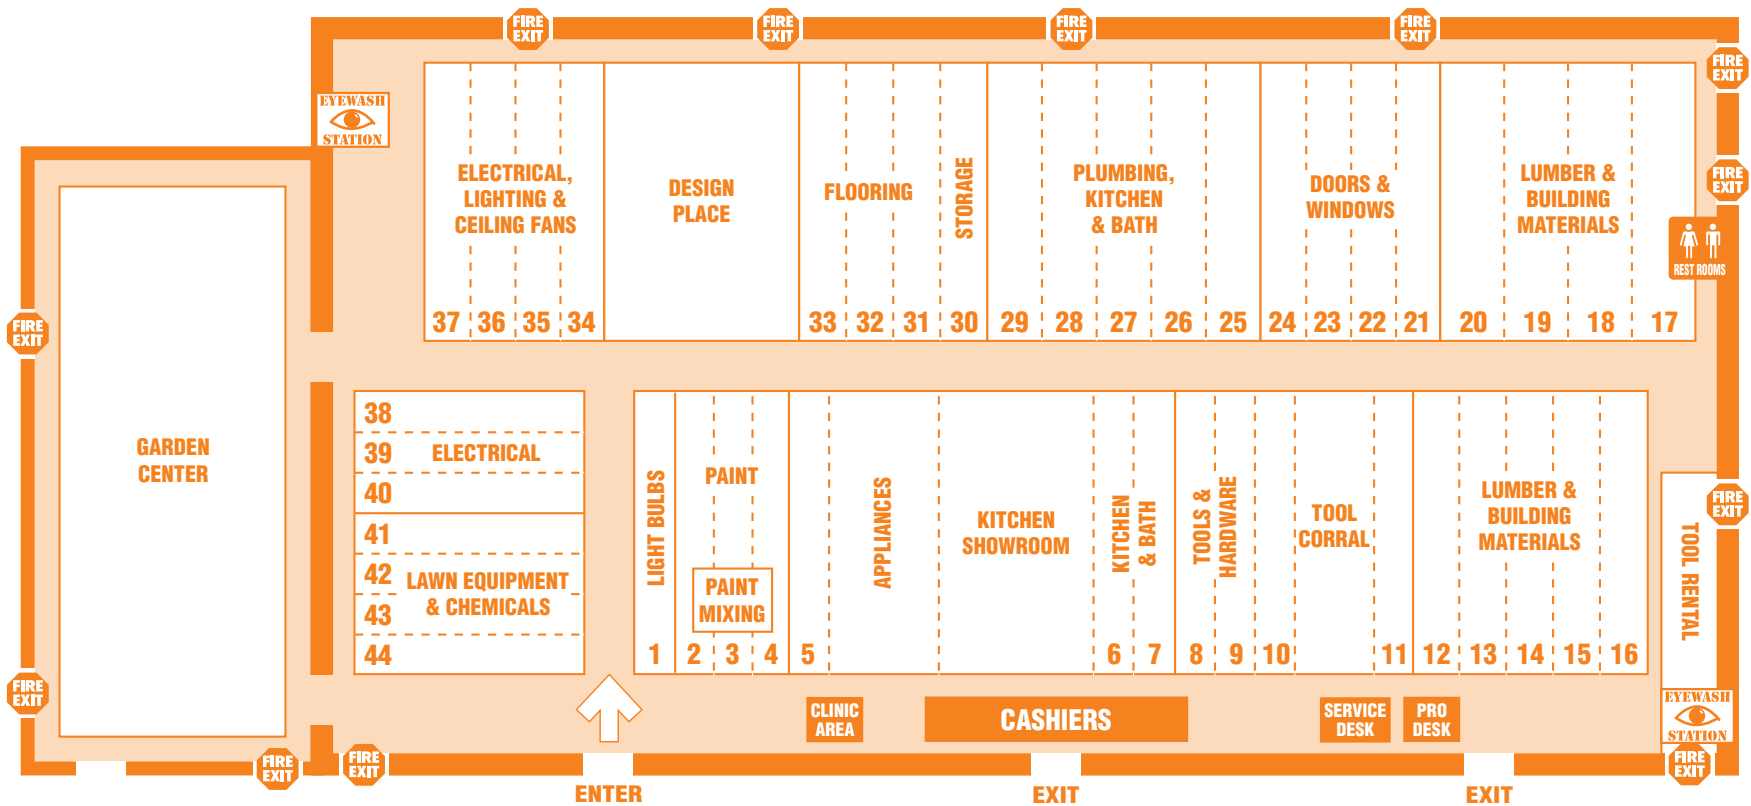 FIRE
EXIT
FIRE
EXIT
FIRE
EXIT
FIRE
EXIT
FIRE
EXIT
EYEWASH
STATION
ELECTRICAL,
LIGHTING &
CEILING FANS
DESIGN
PLACE
FLOORING
STORAGE
PLUMBING,
KITCHEN
& BATH
DOORS &
WINDOWS
LUMBER &
BUILDING
MATERIALS
FIRE
EXIT
REST ROOMS
37 36 35 34 33 32 31 30 29 28 27 26 25 24 23 22 21 20 19 18 17
FIRE
EXIT
GARDEN
CENTER
38
39 ELECTRICAL
40
41
42 LAWN EQUIPMENT
43 & CHEMICALS
44
LIGHT BULBS
PAINT
PAINT
MIXING
APPLIANCES
KITCHEN
SHOWROOM
KITCHEN
& BATH
TOOLS &
HARDWARE
TOOL
CORRAL
LUMBER &
BUILDING
MATERIALS
FIRE
EXIT
TOOL RENTAL
1 2 3 4 5 6 7 8 9 10 11 12 13 14 15 16
FIRE
EXIT
CLINIC
AREA
CASHIERS
SERVICE
DESK
PRO
DESK
EYEWASH
STATION
FIRE
EXIT
FIRE
EXIT
FIRE
EXIT
ENTER
EXIT
EXIT